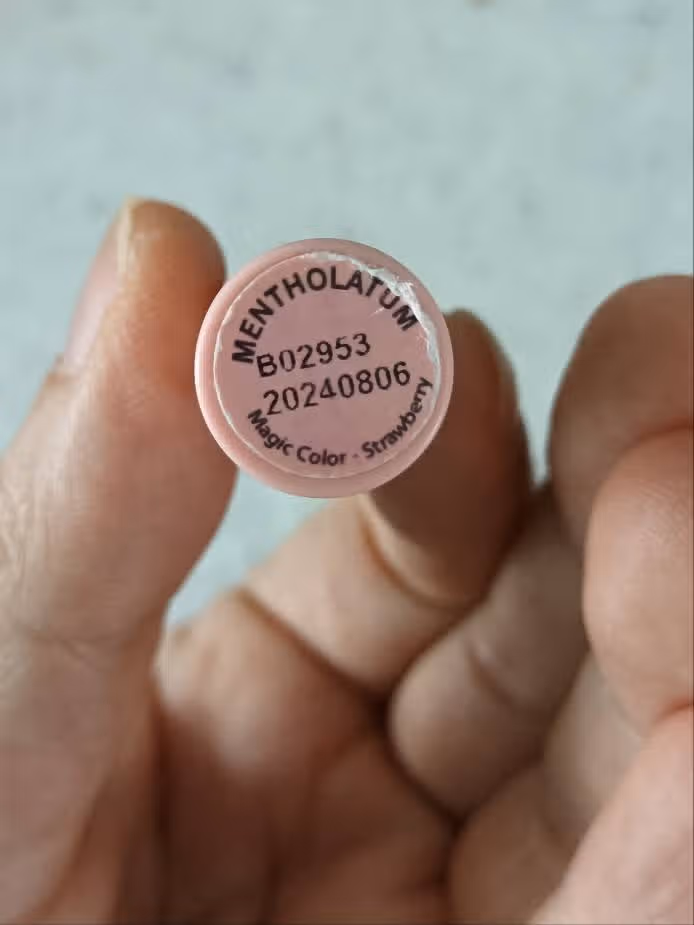 MENTHOLATUM
B02953
20240806
Magic Color - Strawberry